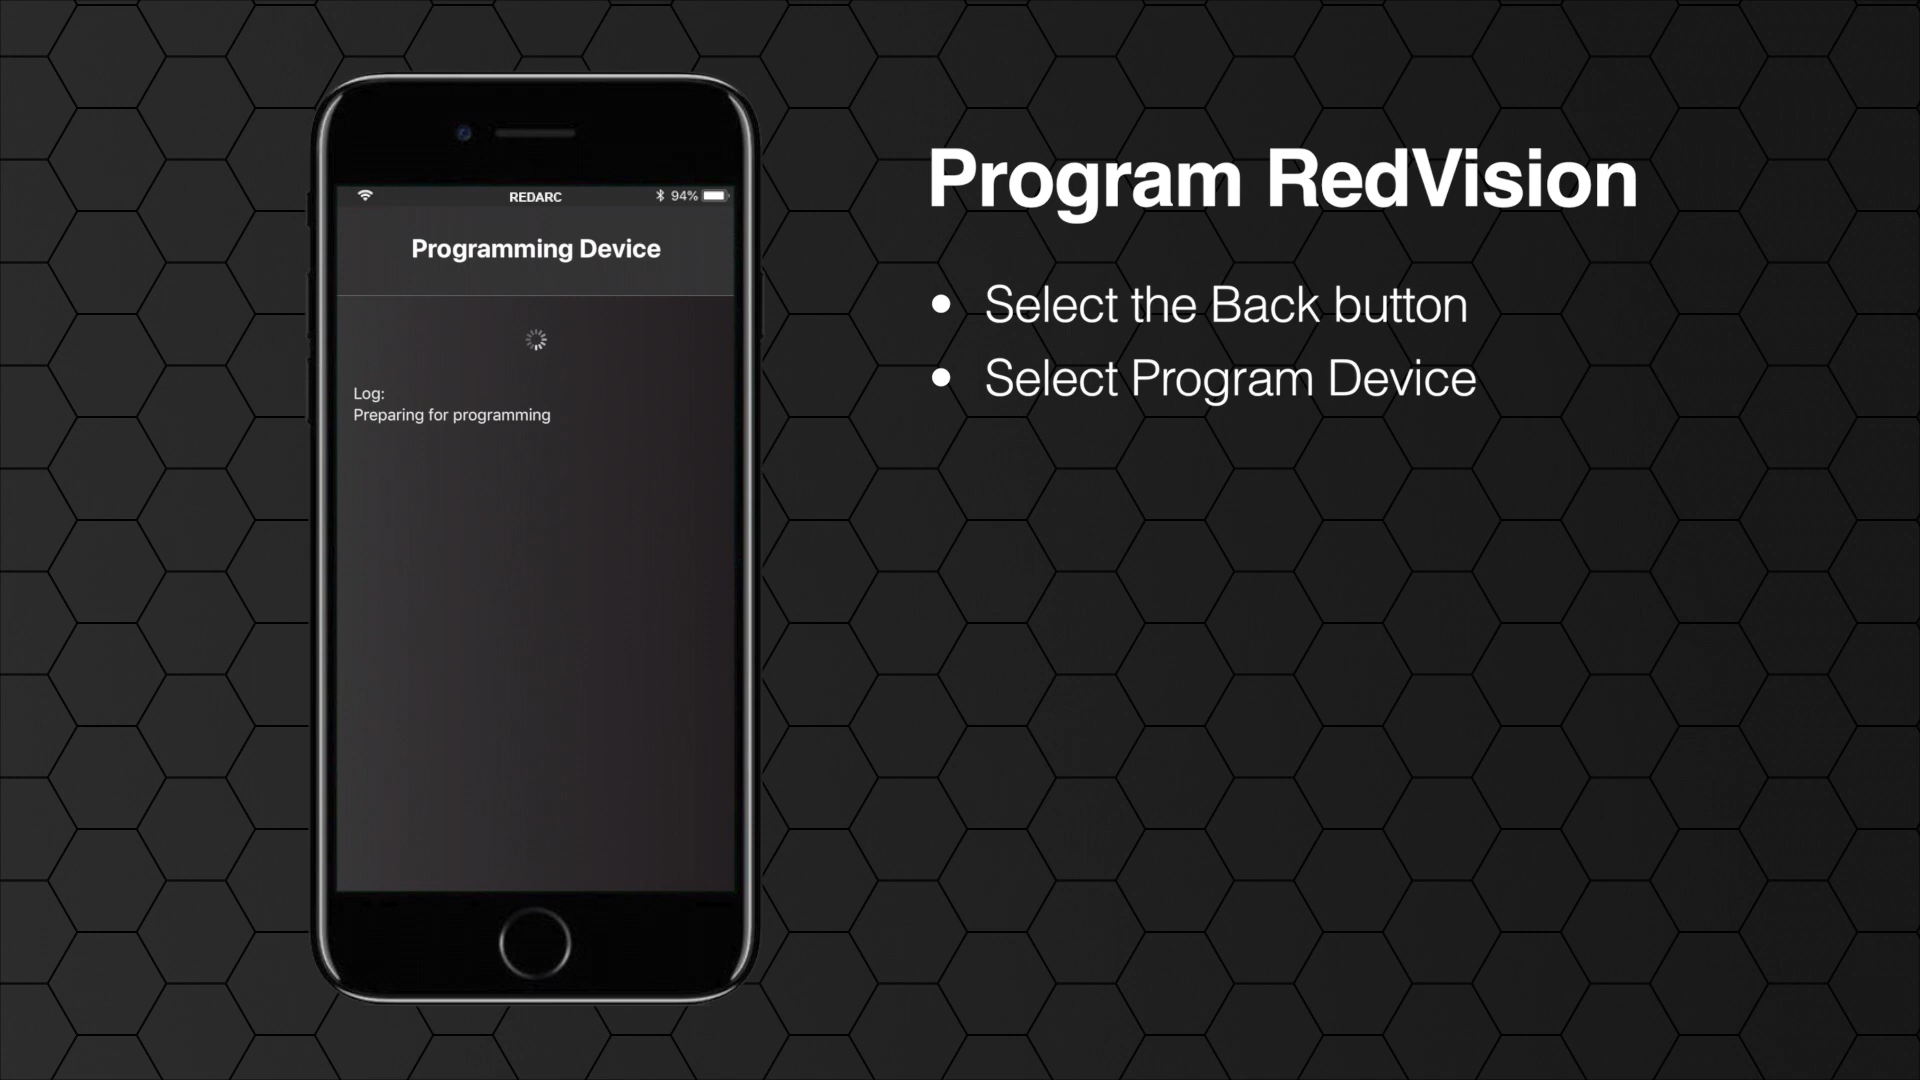 REDARC
94%
Programming Device
Log:
Preparing for programming
Program RedVision
• Select the Back button
• Select Program Device